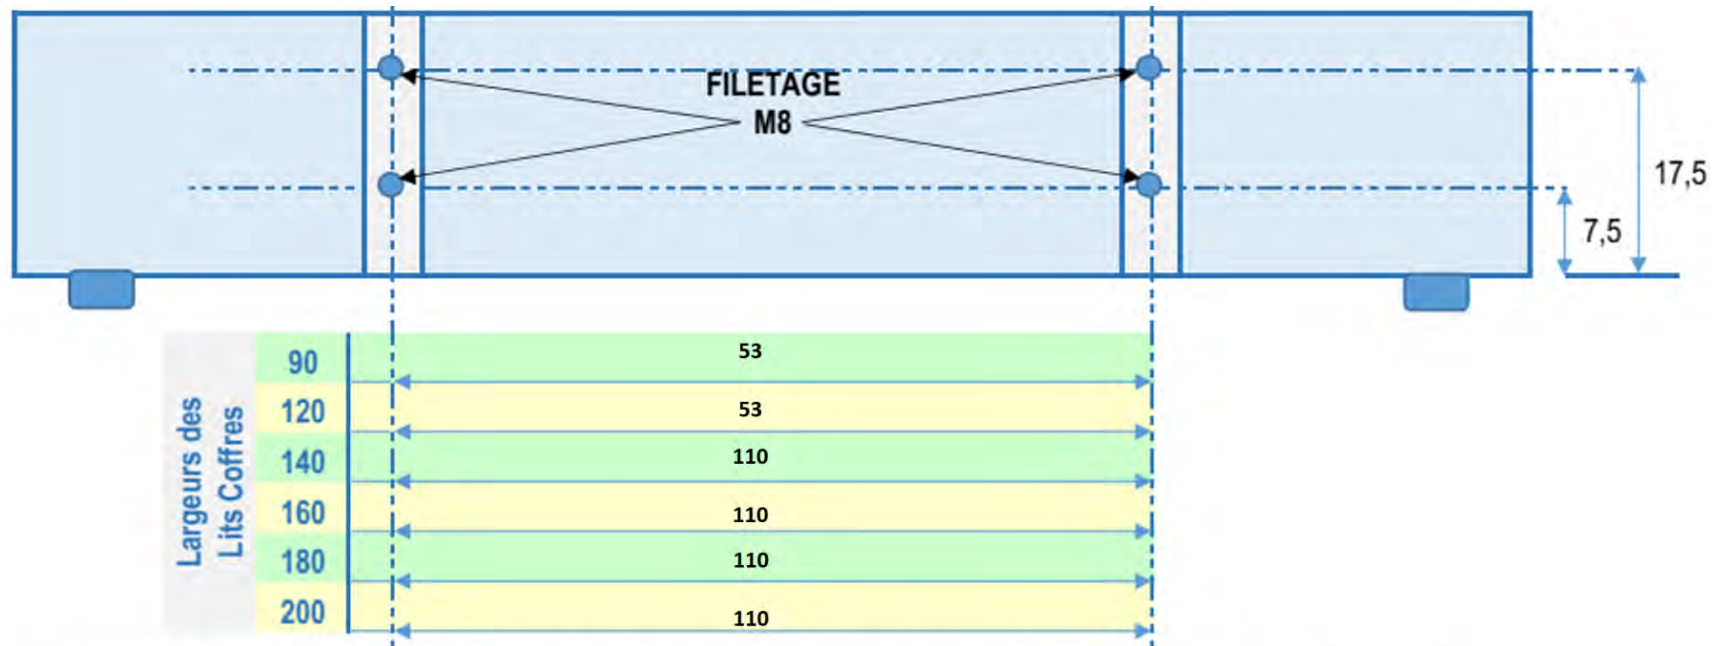 FILETAGE
M8
17,5
7,5
Largeurs des
Lits Coffres
90 53
120 53
140 110
160 110
180 110
200 110